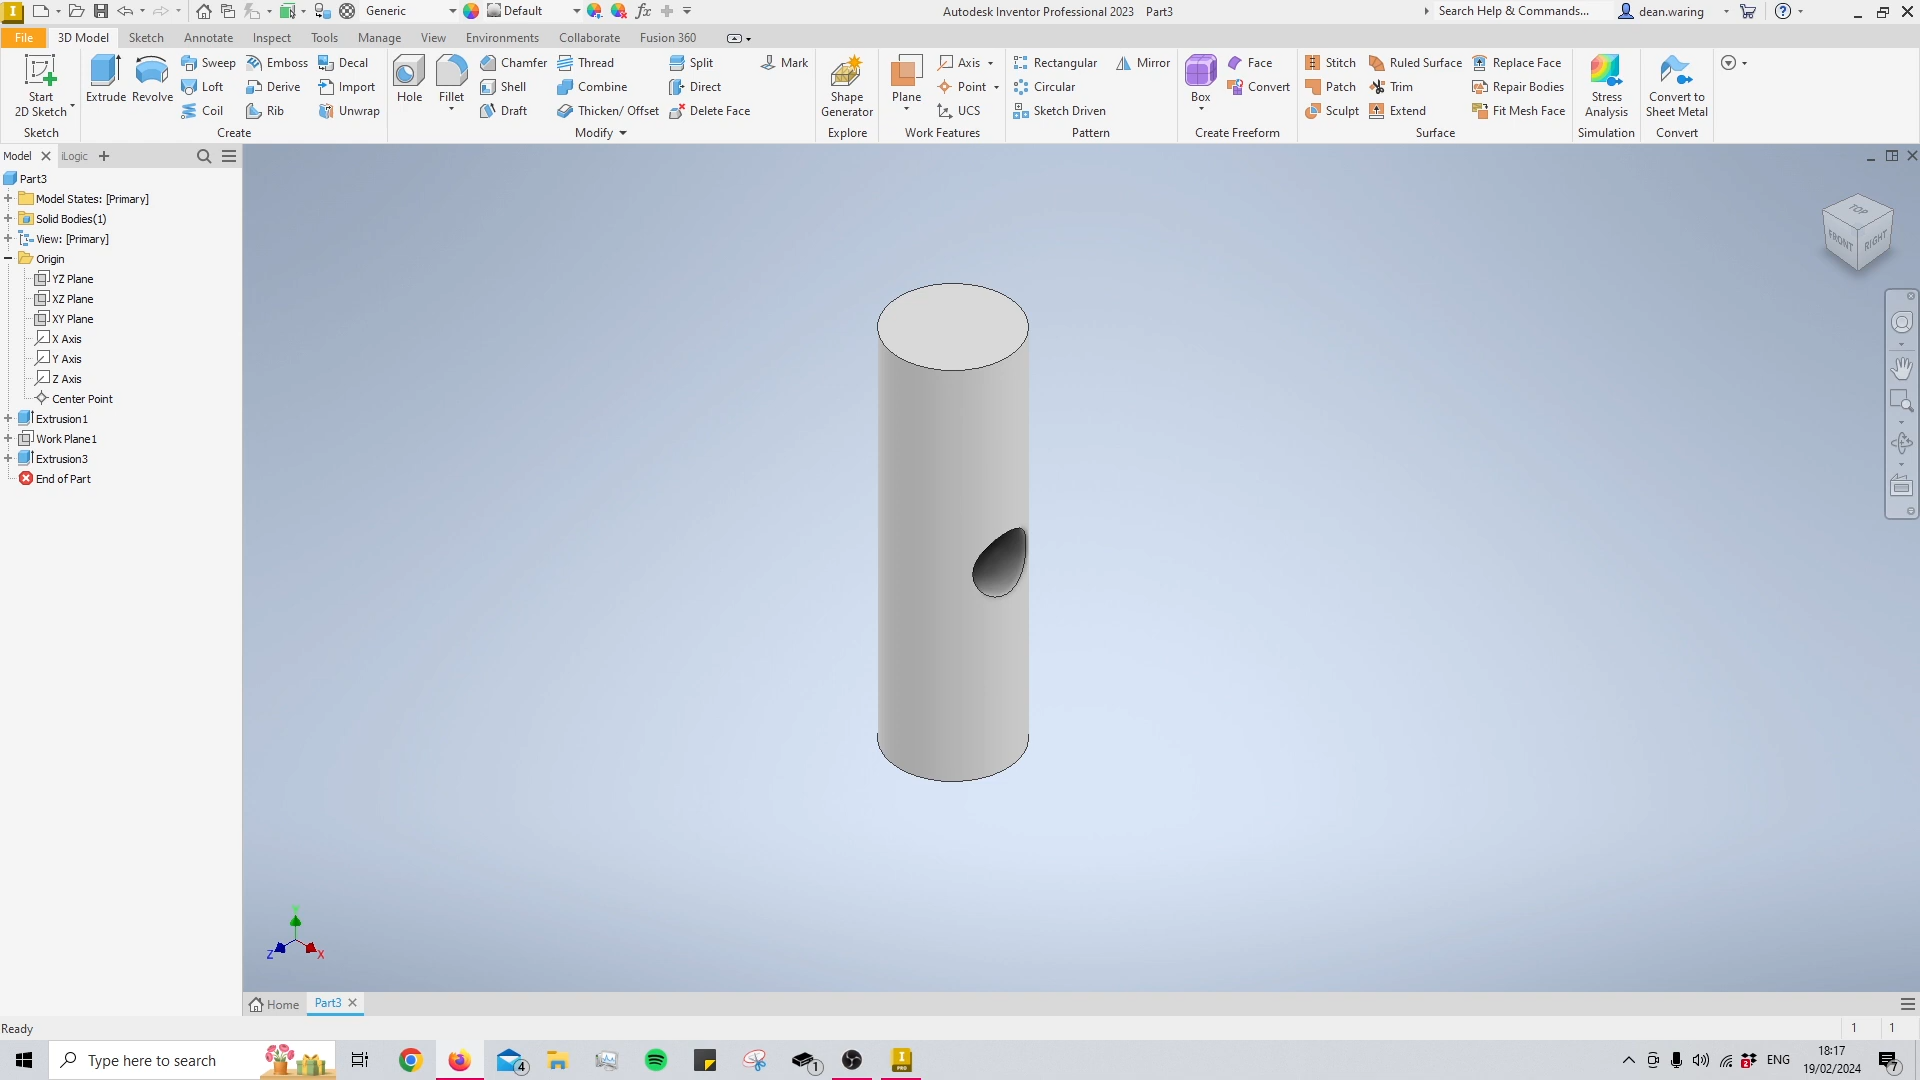 Generic
Default
Autodesk Inventor Professional 2023 Part3
Search Help & Commands...
dean.waring
File
3D Model
Sketch
Annotate
Inspect
Tools
Manage
View
Environments
Collaborate
Fusion 360
Start
2D Sketch
Sketch
Extrude
Revolve
Sweep
Loft
Coil
Emboss
Derive
Rib
Decal
Import
Unwrap
Create
Hole
Fillet
Chamfer
Shell
Draft
Thread
Combine
Thicken/ Offset
Split
Direct
Delete Face
Mark
Modify
Shape
Generator
Explore
Plane
Axis
Point
UCS
Work Features
Rectangular
Circular
Sketch Driven
Mirror
Pattern
Box
Face
Convert
Create Freeform
Stitch
Patch
Sculpt
Ruled Surface
Trim
Extend
Replace Face
Repair Bodies
Fit Mesh Face
Surface
Stress
Analysis
Simulation
Convert to
Sheet Metal
Convert
Model
iLogic
Part3
Model States: [Primary]
Solid Bodies(1)
View: [Primary]
Origin
YZ Plane
XZ Plane
XY Plane
X Axis
Y Axis
Z Axis
Center Point
Extrusion1
Work Plane1
Extrusion3
End of Part
TOP
FRONT
RIGHT
Y
Z
X
Home
Part3
Ready
1
1
Type here to search
4
1
I
PRO
ENG
18:17
19/02/2024
7